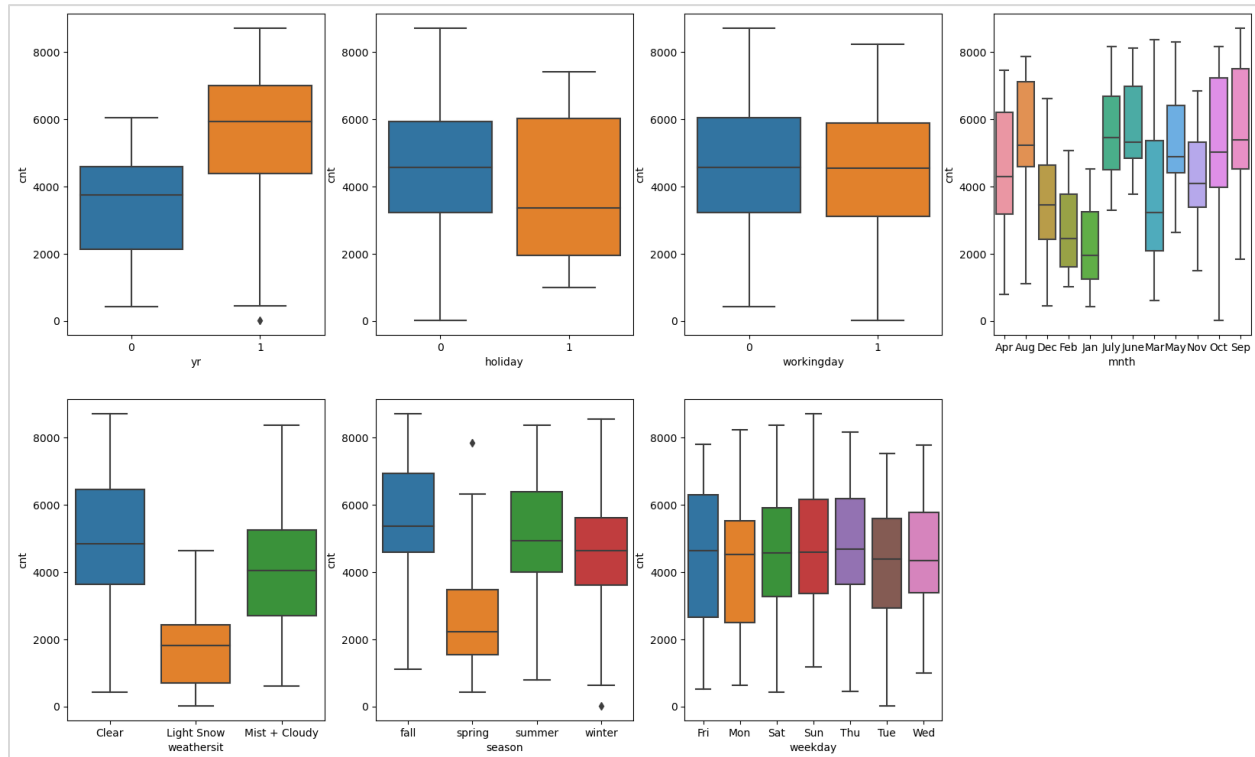 cnt
8000
6000
4000
2000
0
0 1
yr
cnt
8000
6000
4000
2000
0
0 1
holiday
cnt
8000
6000
4000
2000
0
0 1
workingday
cnt
8000
6000
4000
2000
0
Apr Aug Dec Feb Jan July June Mar May Nov Oct Sep
mnth
cnt
8000
6000
4000
2000
0
Clear Light Snow Mist + Cloudy
weathersit
cnt
8000
6000
4000
2000
0
fall spring summer winter
season
cnt
8000
6000
4000
2000
0
Fri Mon Sat Sun Thu Tue Wed
weekday